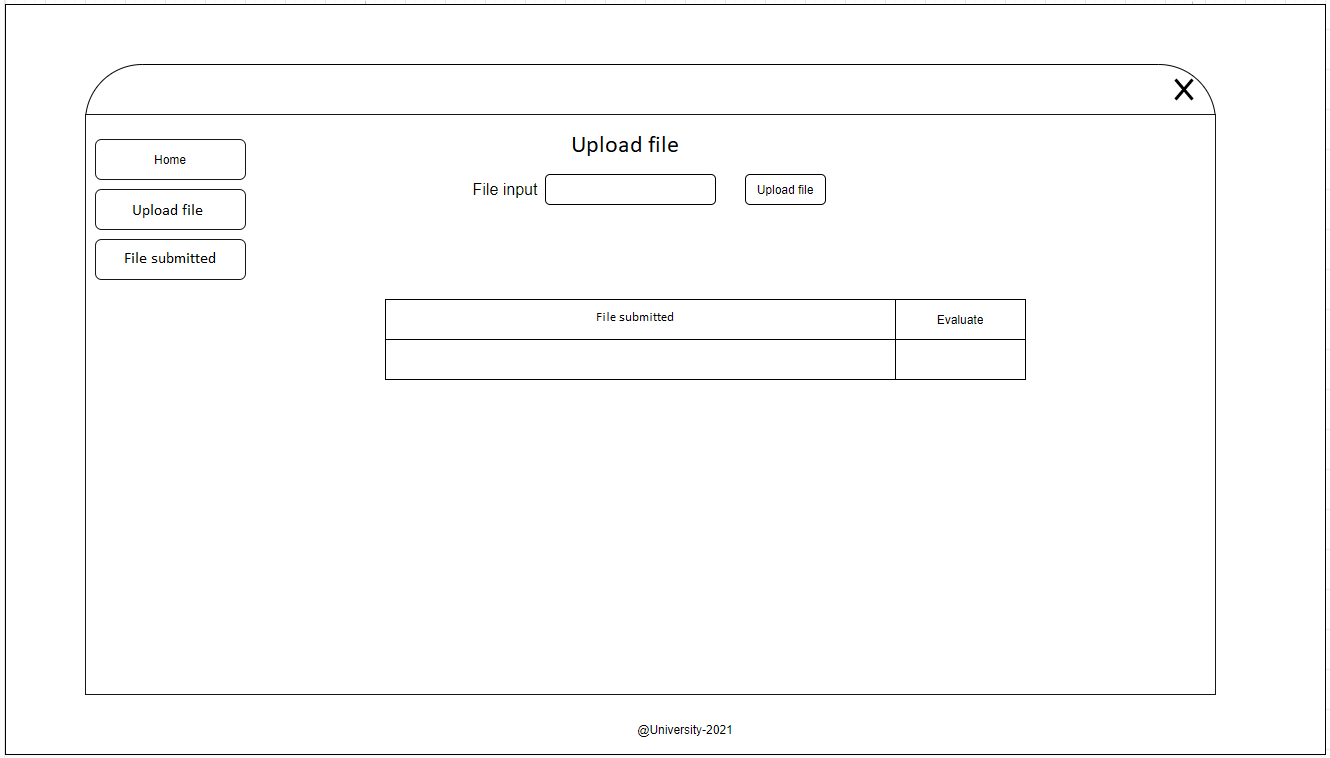 X
Home
Upload file
File submitted
Upload file
File input
Upload file
File submitted
Evaluate
@University-2021